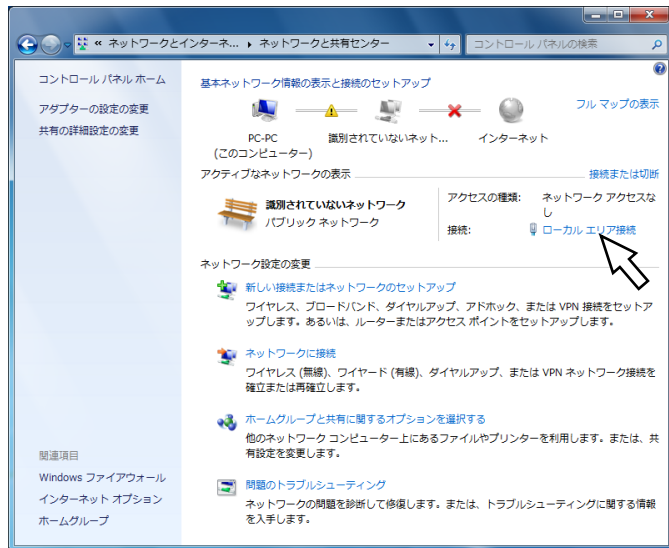 « ネットワークとインターネ... ▸ ネットワークと共有センター
コントロール パネルの検索
コントロール パネル ホーム
アダプターの設定の変更
共有の詳細設定の変更
基本ネットワーク情報の表示と接続のセットアップ
フル マップの表示
PC-PC 識別されていないネット... インターネット
(このコンピューター)
アクティブなネットワークの表示 接続または切断
識別されていないネットワーク
パブリック ネットワーク
アクセスの種類: ネットワーク アクセスな
し
接続: ローカル エリア接続
ネットワーク設定の変更
新しい接続またはネットワークのセットアップ
ワイヤレス、ブロードバンド、ダイヤルアップ、アドホック、または VPN 接続をセットア
ップします。あるいは、ルーターまたはアクセス ポイントをセットアップします。
ネットワークに接続
ワイヤレス (無線)、ワイヤード (有線)、ダイヤルアップ、または VPN ネットワーク接続を
確立または再確立します。
ホームグループと共有に関するオプションを選択する
他のネットワーク コンピューター上にあるファイルやプリンターを利用します。または、共
有設定を変更します。
問題のトラブルシューティング
ネットワークの問題を診断して修復します。または、トラブルシューティングに関する情報
を入手します。
関連項目
Windows ファイアウォール
インターネット オプション
ホームグループ